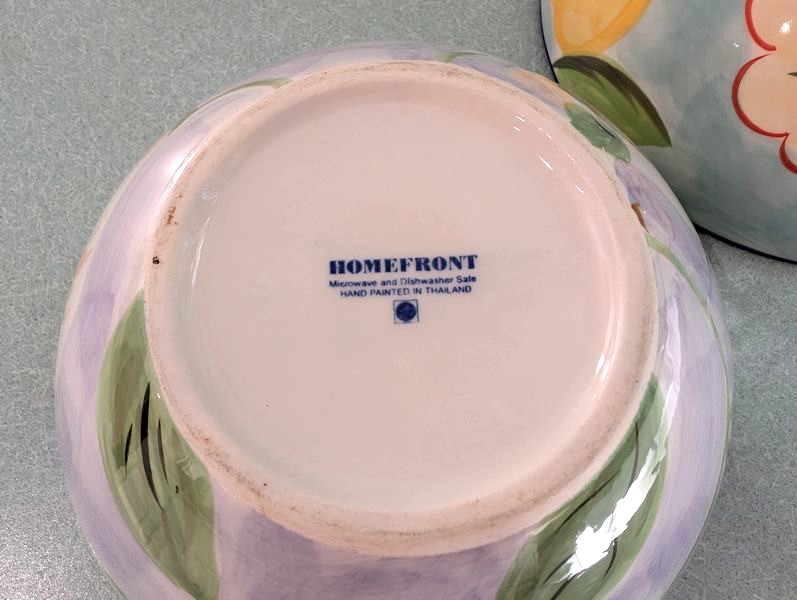 HOMEFRONT
Microwave and Dishwasher Safe
HAND PAINTED IN THAILAND